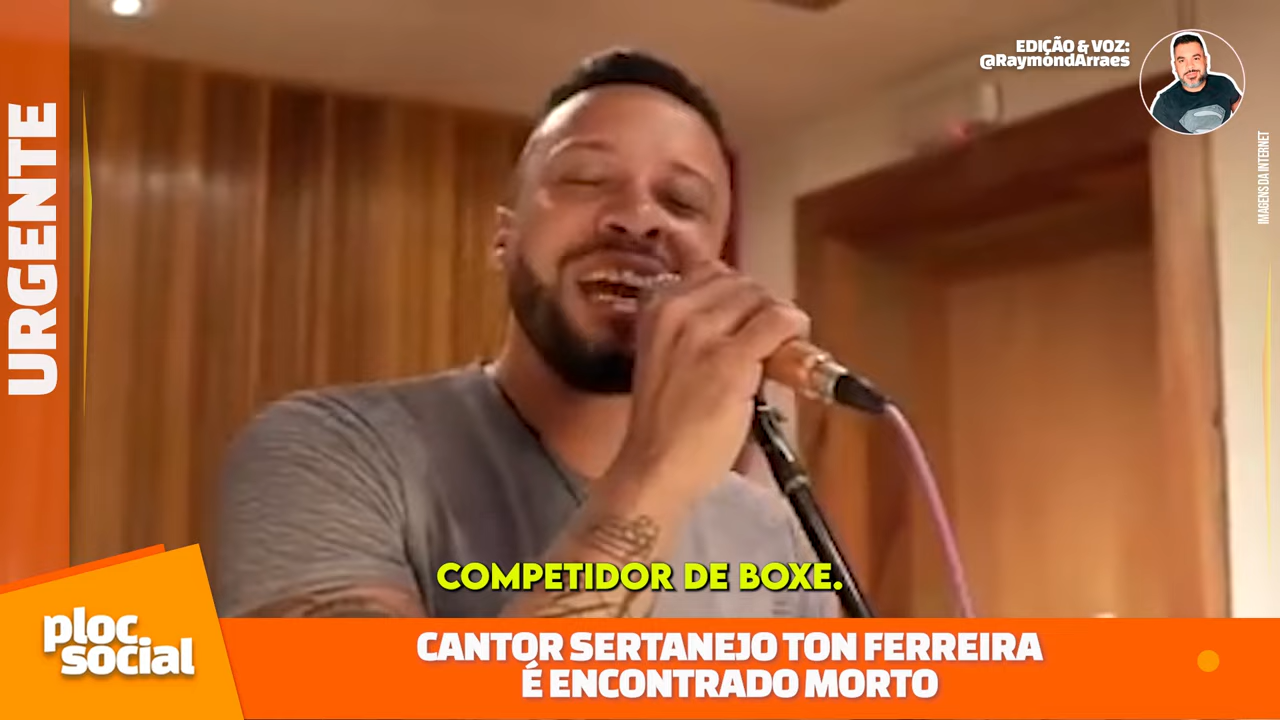 URGENTE
EDIÇÃO & VOZ:
@RaymondArraes
IMAGENS DA INTERNET
COMPETIDOR DE BOXE.
ploc
social
CANTOR SERTANEJO TON FERREIRA
É ENCONTRADO MORTO